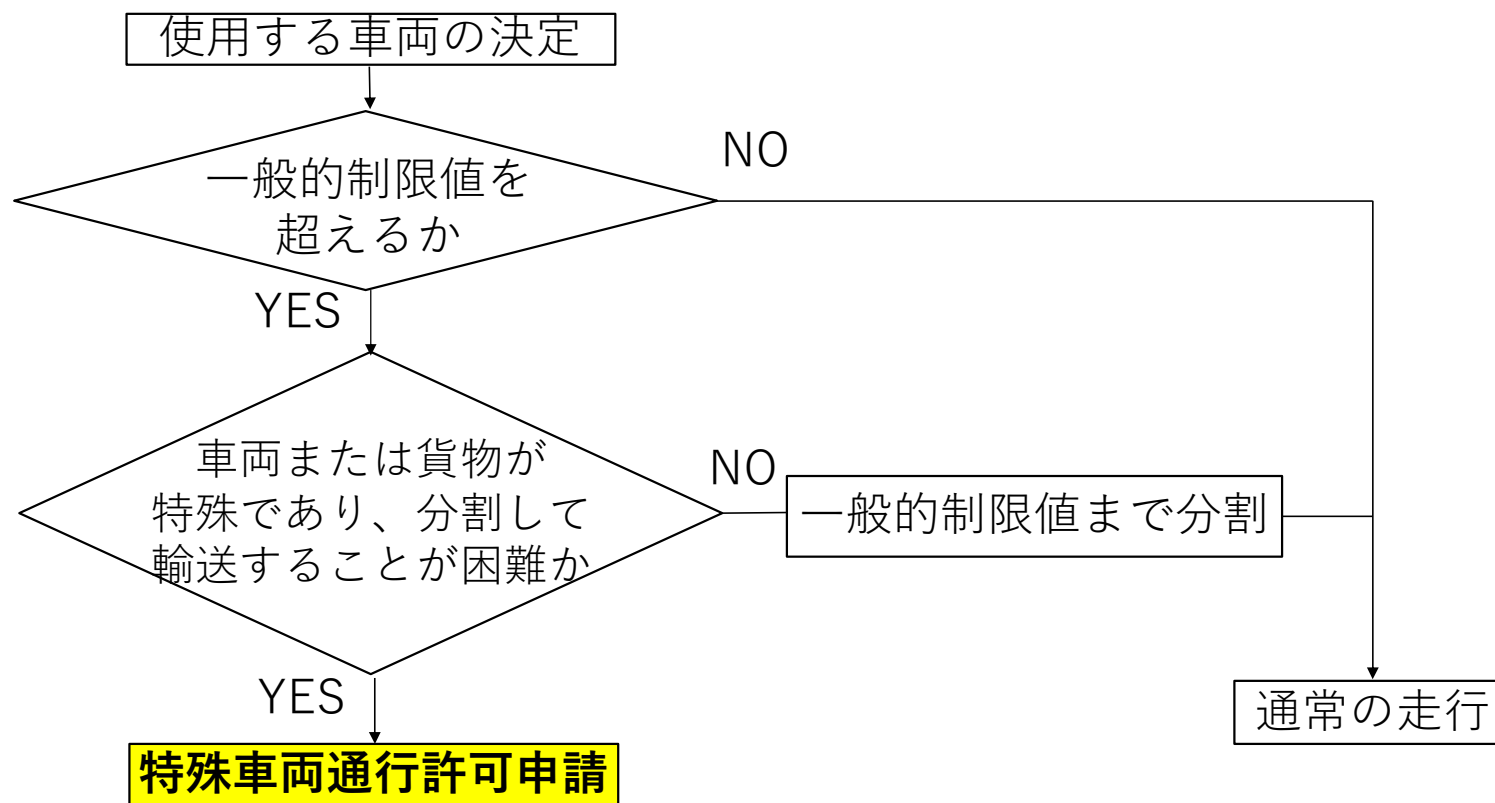 使用する車両の決定
一般的制限値を
超えるか
NO
YES
車両または貨物が
特殊であり、分割して
輸送することが困難か
NO
一般的制限値まで分割
YES
通常の走行
特殊車両通行許可申請